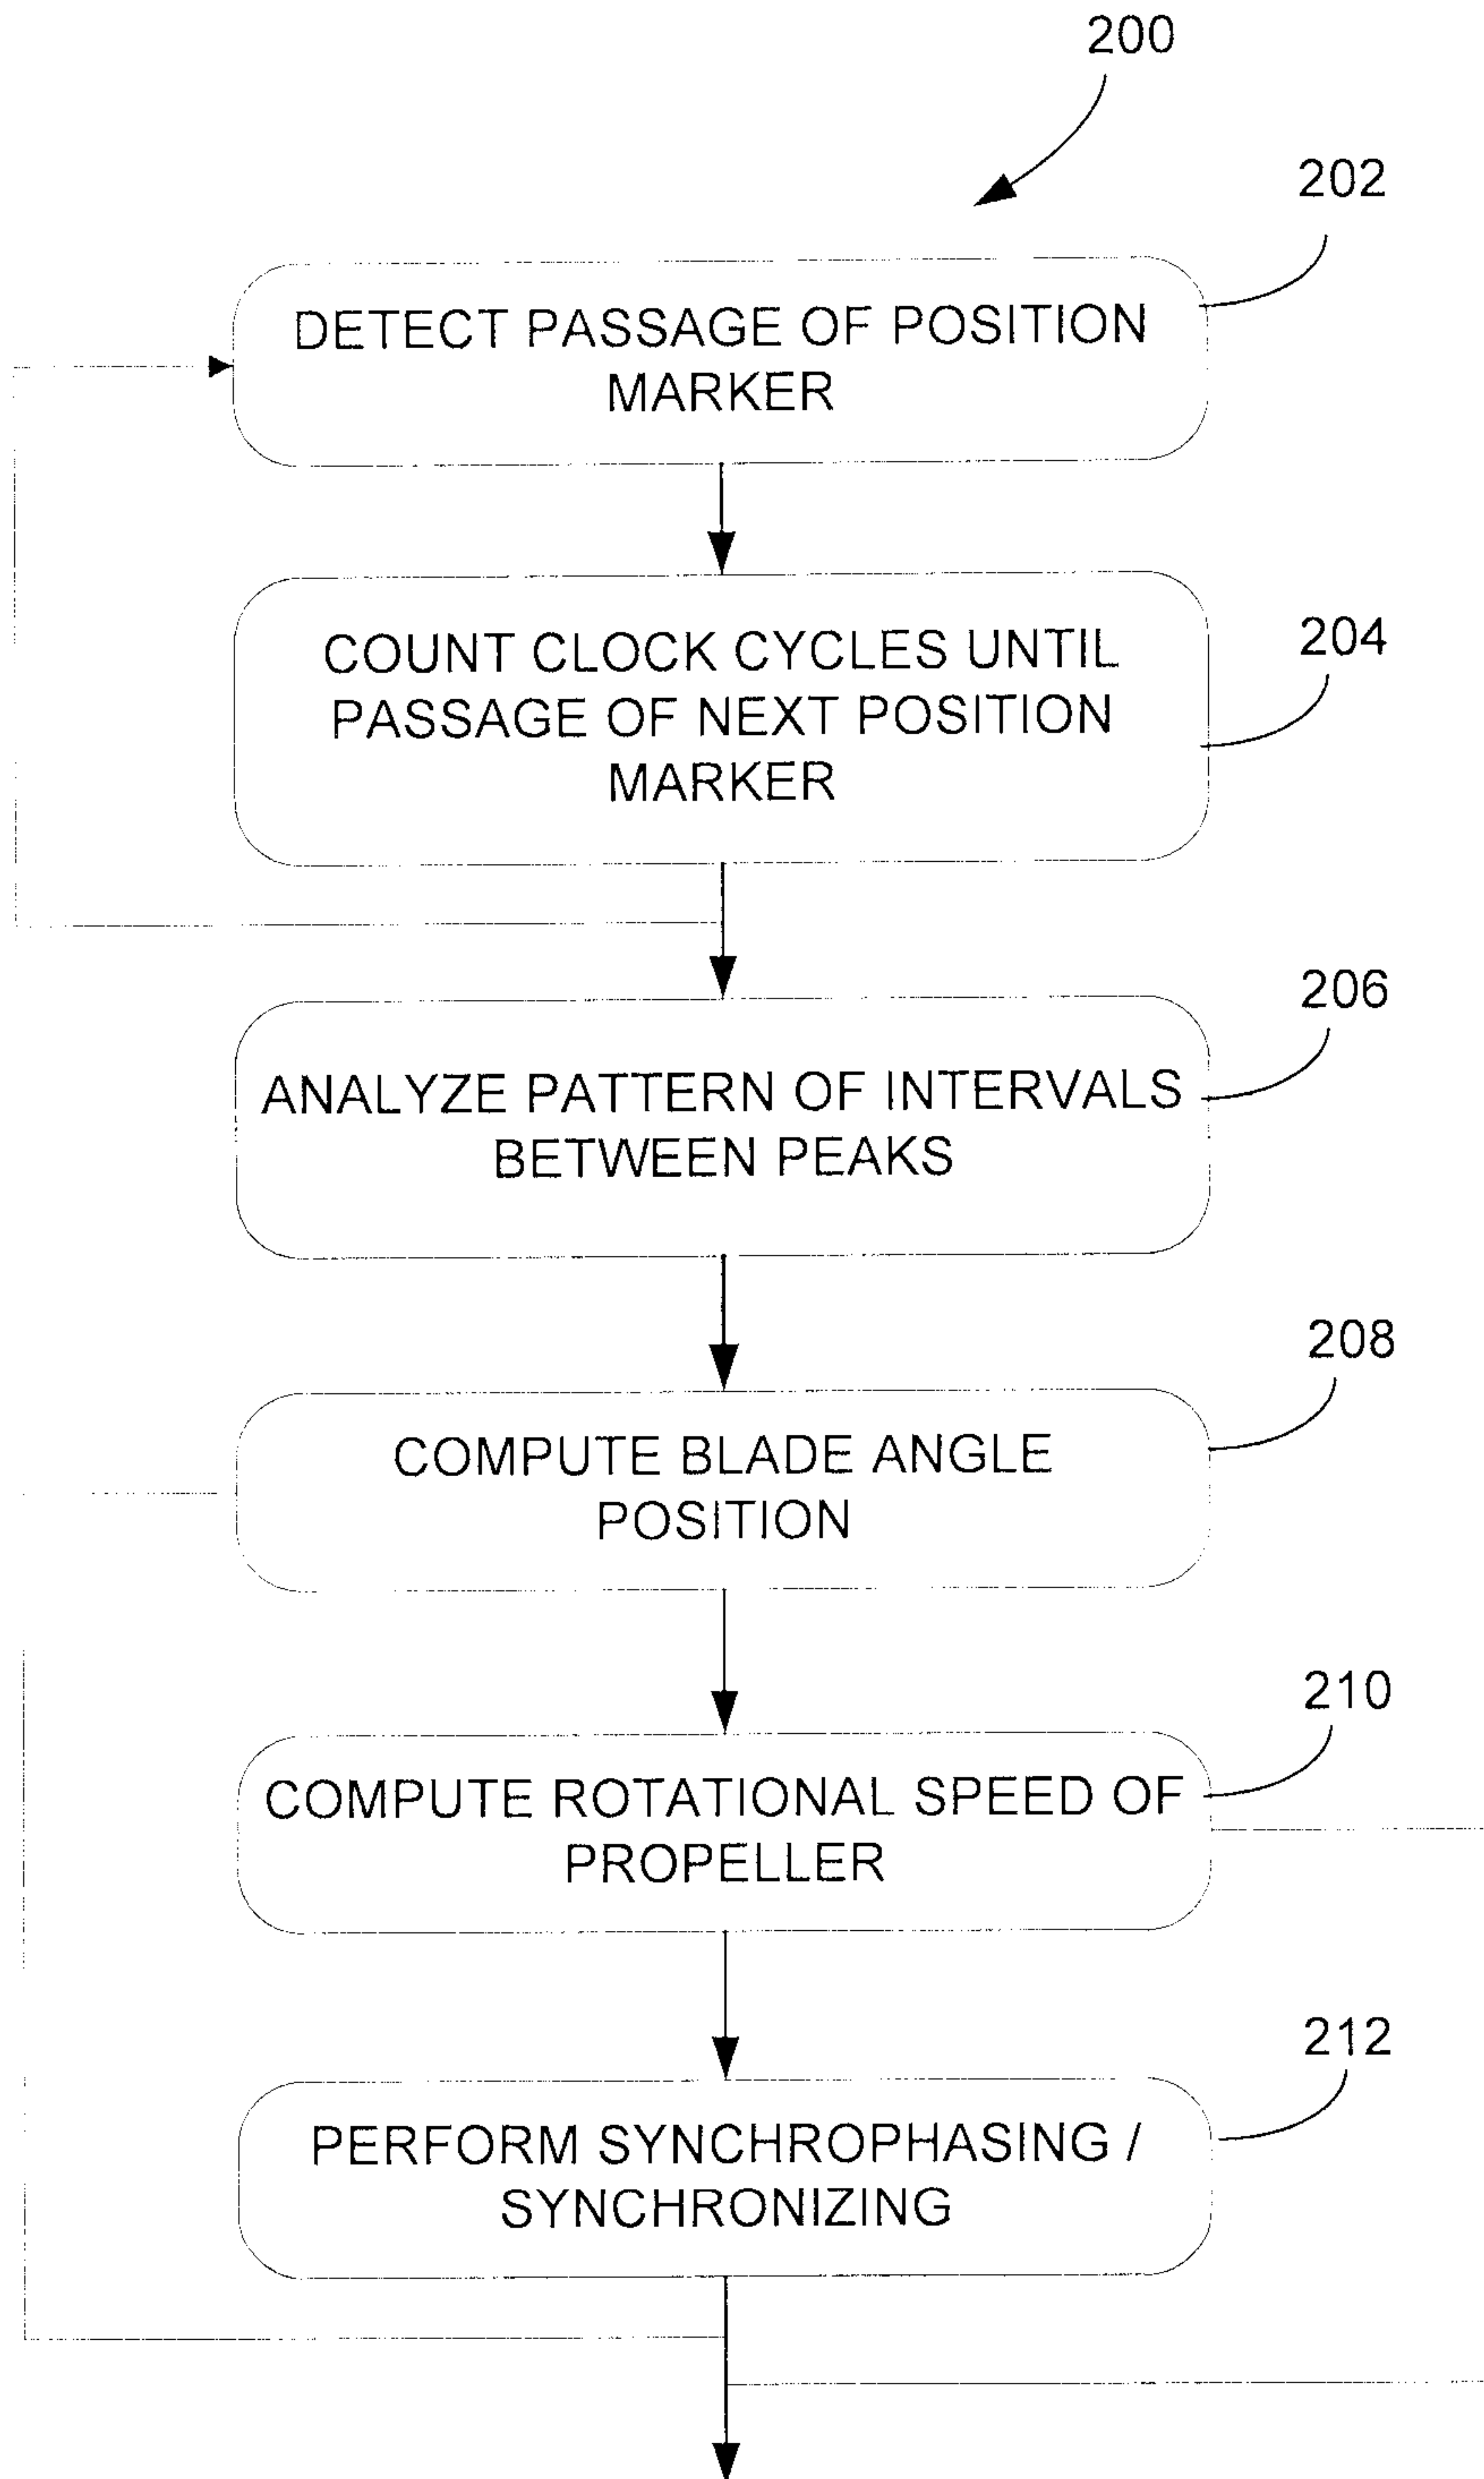 200
202
DETECT PASSAGE OF POSITION
MARKER
204
COUNT CLOCK CYCLES UNTIL
PASSAGE OF NEXT POSITION
MARKER
206
ANALYZE PATTERN OF INTERVALS
BETWEEN PEAKS
208
COMPUTE BLADE ANGLE
POSITION
210
COMPUTE ROTATIONAL SPEED OF
PROPELLER
212
PERFORM SYNCHROPHASING /
SYNCHRONIZING